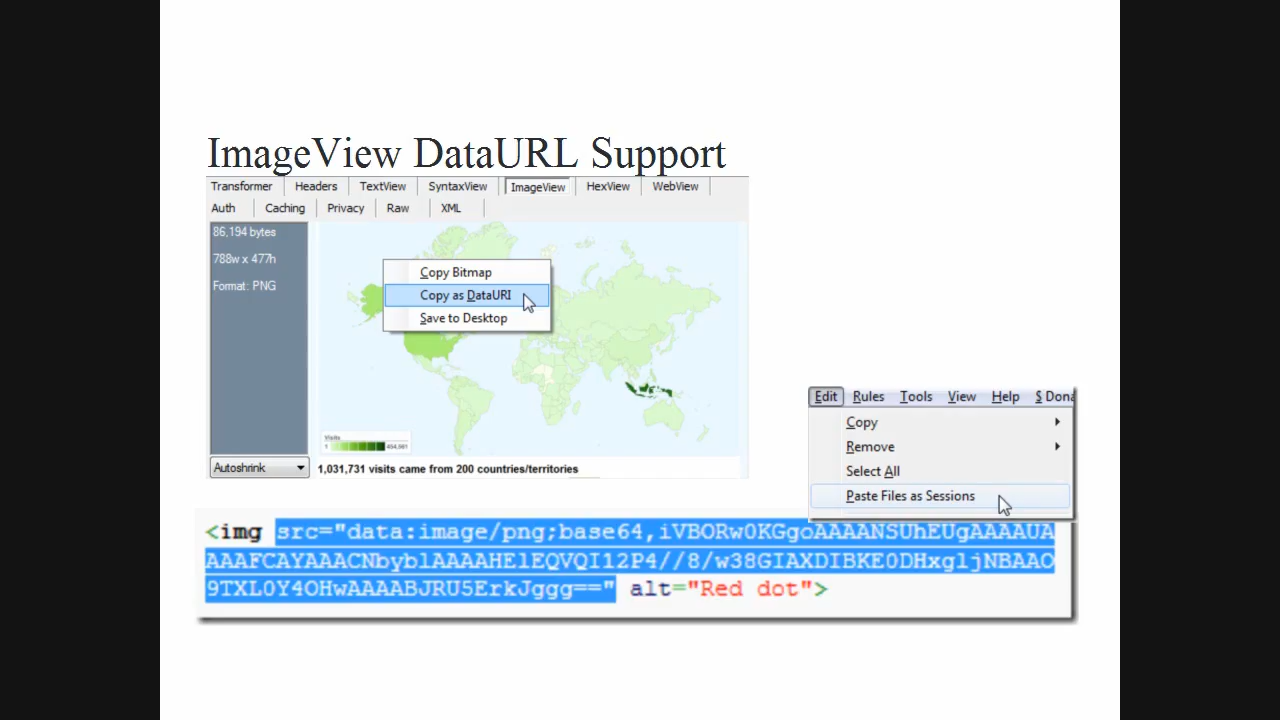 ImageView DataURL Support
Transformer Headers TextView SyntaxView ImageView HexView WebView
Auth Caching Privacy Raw XML
86,194 bytes
788w x 477h
Format: PNG
Copy Bitmap
Copy as DataURI
Save to Desktop
Visits
1
Autoshrink
1,031,731 visits came from 200 countries/territories
Edit Rules Tools View Help $ Dona
Copy
Remove
Select All
Paste Files as Sessions
<img src="data:image/png;base64,iVBORw0KGgoAAAANSUhEUgAAAAUA
AAAFCAYAAACNbyblAAAAHElEQVQI12P4//8/w38GIAXDIBKE0DHxgljNBAAO
9TXL0Y4OHwAAAABJRU5ErkJggg==" alt="Red dot">